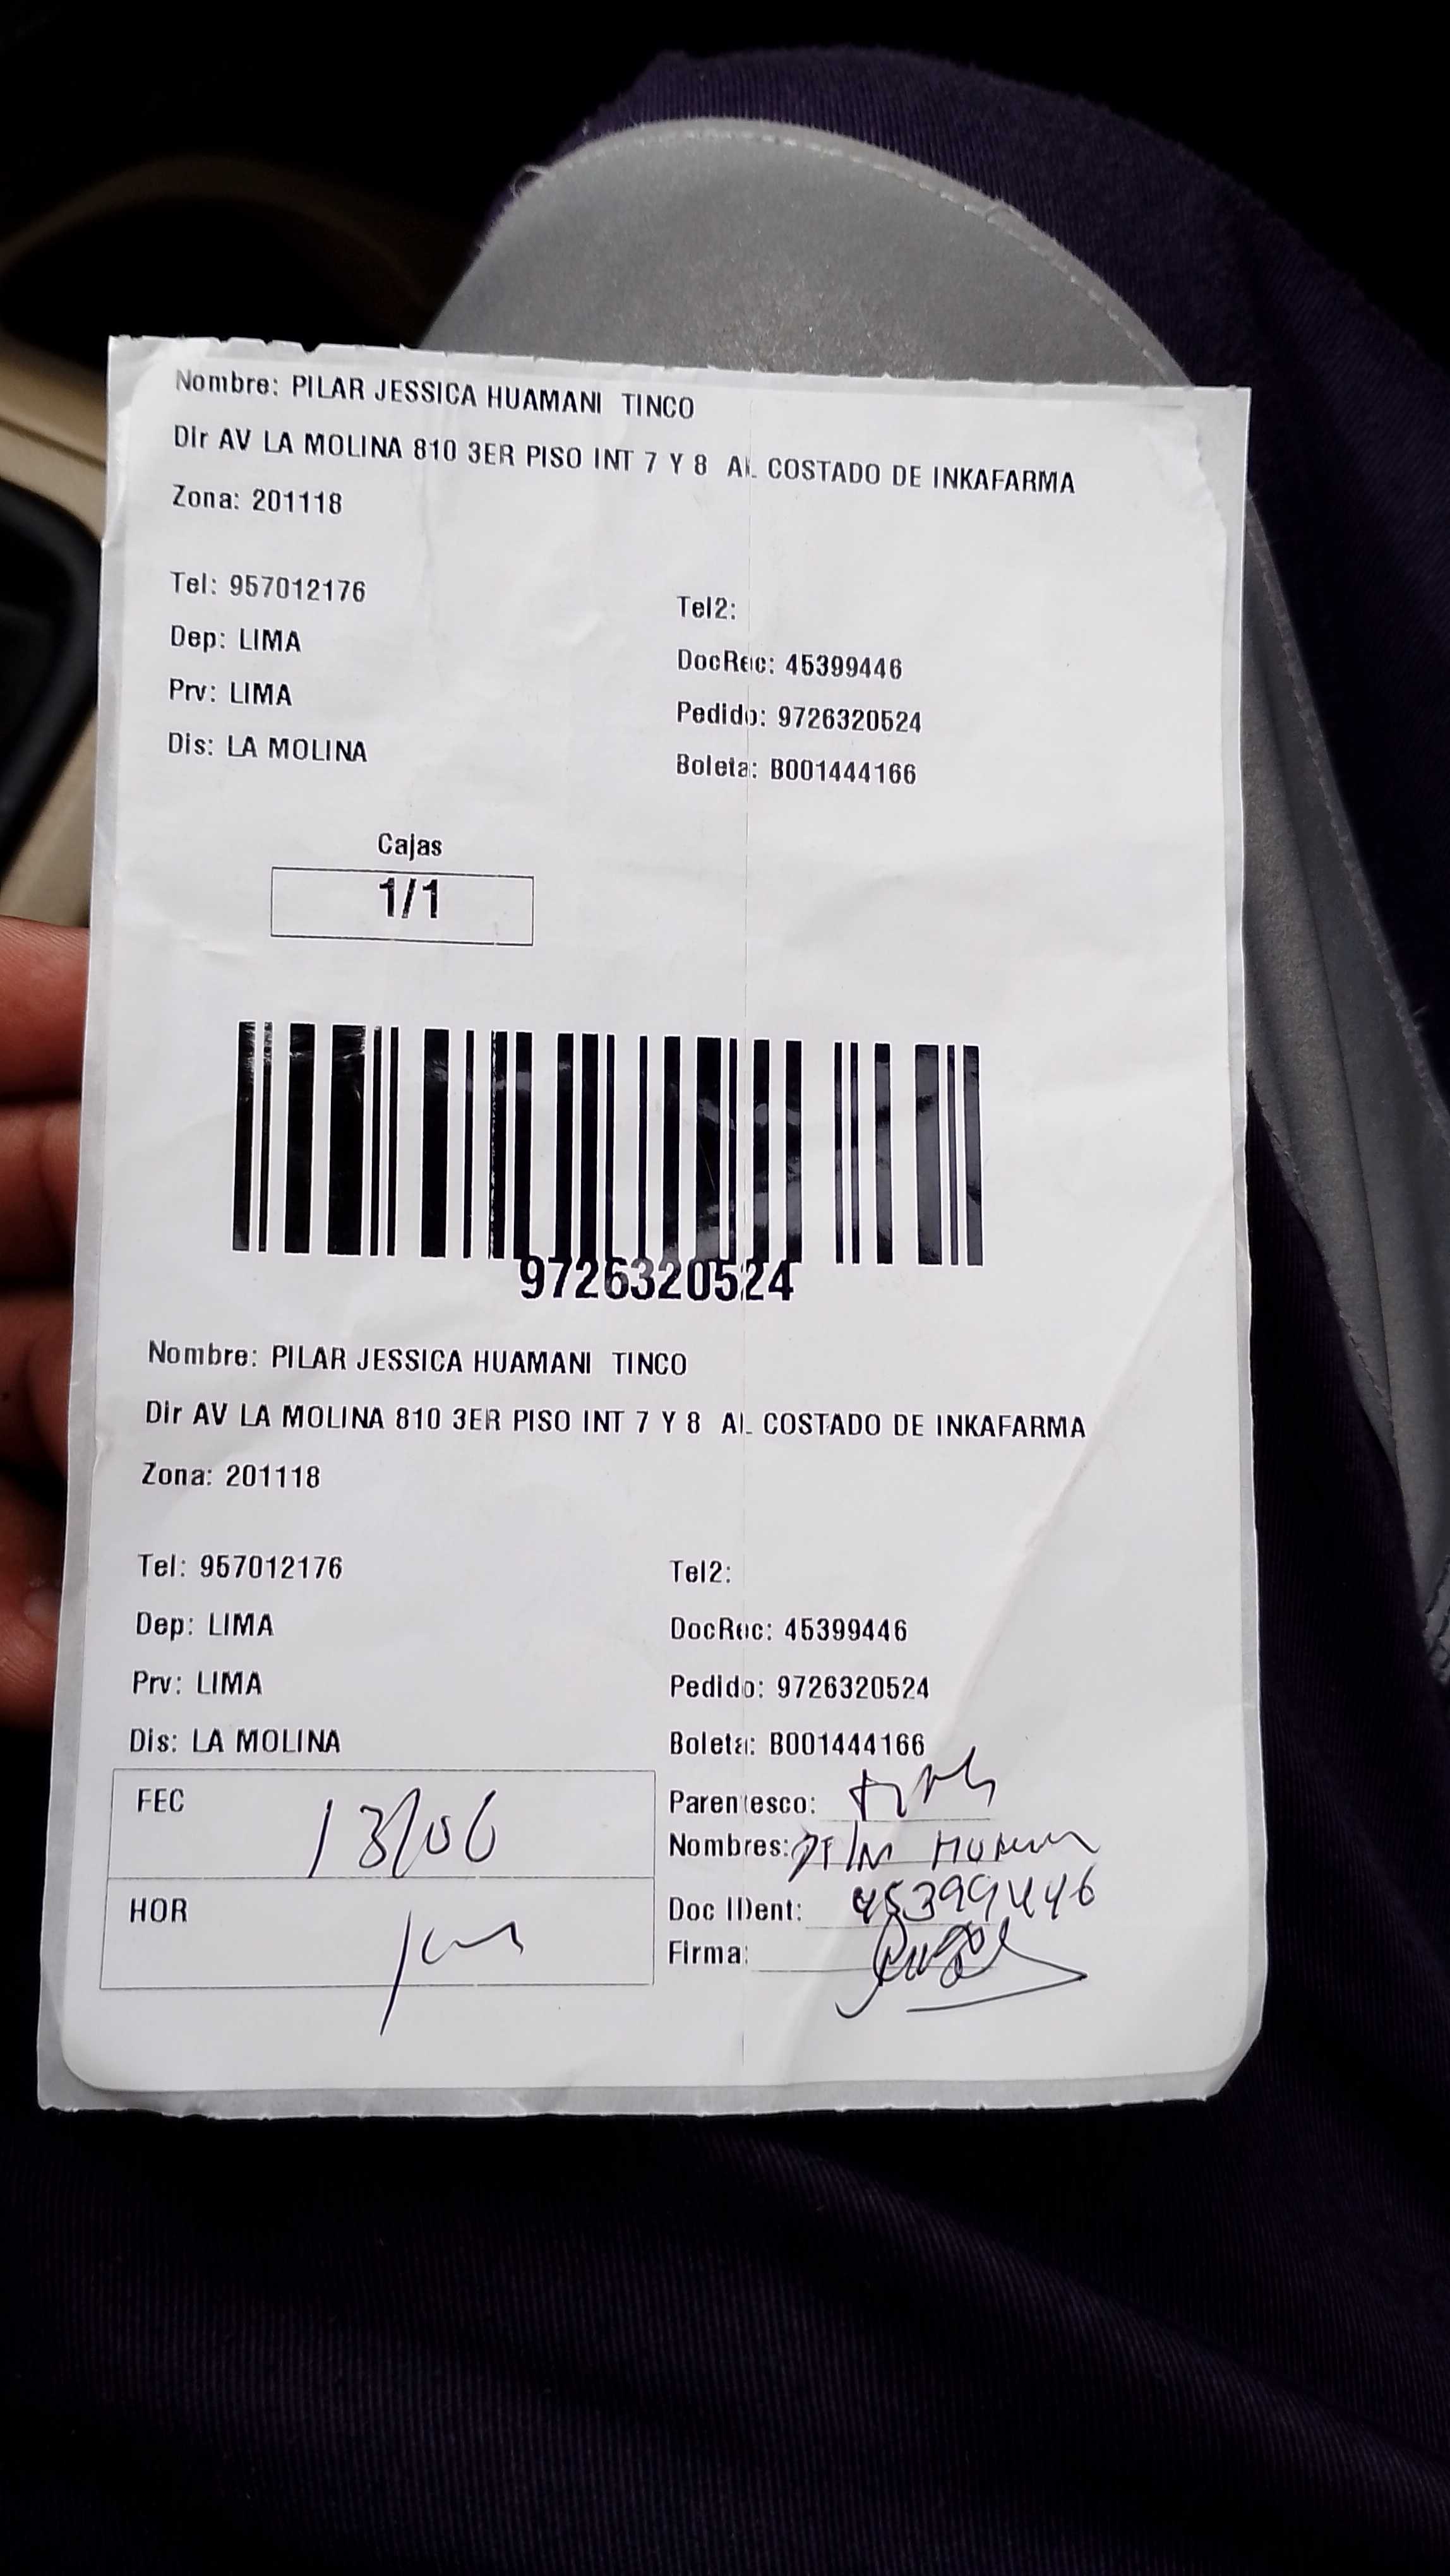 Nombre: PILAR JESSICA HUAMANI TINCO
Dir AV LA MOLINA 810 3ER PISO INT 7 Y 8 AL COSTADO DE INKAFARMA
Zona: 201118
Tel: 957012176 Tel2:
Dep: LIMA DocRec: 45399446
Prv: LIMA Pedido: 9726320524
Dis: LA MOLINA Boleta: B001444166
Cajas
1/1
9726320524
Nombre: PILAR JESSICA HUAMANI TINCO
Dir AV LA MOLINA 810 3ER PISO INT 7 Y 8 AL COSTADO DE INKAFARMA
Zona: 201118
Tel: 957012176 Tel2:
Dep: LIMA DocRec: 45399446
Prv: LIMA Pedido: 9726320524
Dis: LA MOLINA Boleta: B001444166
FEC 13/06 Parentesco:
Nombres:
HOR Doc IDent: 45399446
Firma: